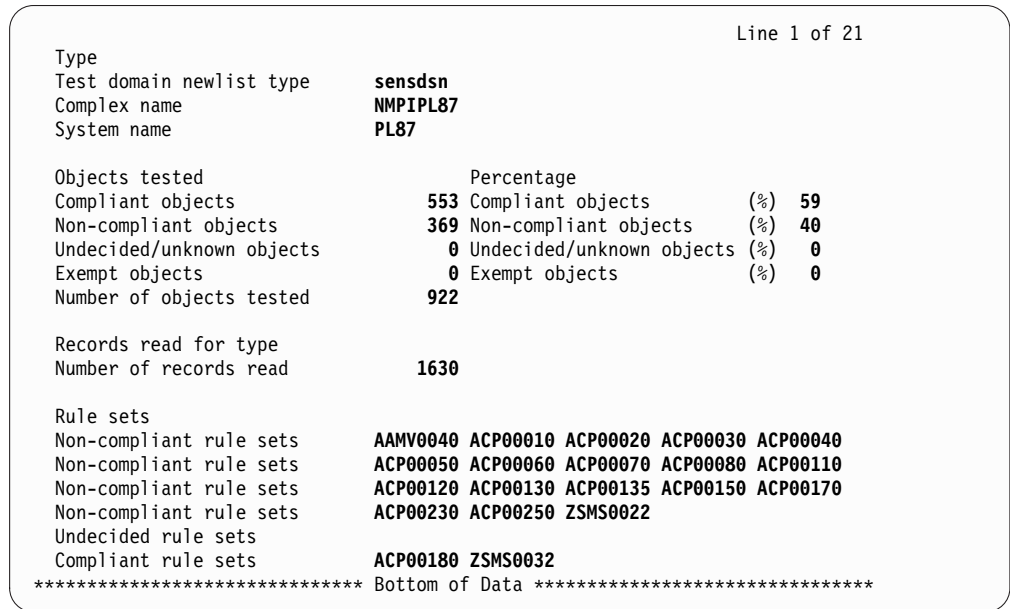 Line 1 of 21
Type
Test domain newlist type sensdsn
Complex name NMPIPL87
System name PL87
Objects tested Percentage
Compliant objects 553 Compliant objects (%) 59
Non-compliant objects 369 Non-compliant objects (%) 40
Undecided/unknown objects 0 Undecided/unknown objects (%) 0
Exempt objects 0 Exempt objects (%) 0
Number of objects tested 922
Records read for type
Number of records read 1630
Rule sets
Non-compliant rule sets AAMV0040 ACP00010 ACP00020 ACP00030 ACP00040
Non-compliant rule sets ACP00050 ACP00060 ACP00070 ACP00080 ACP00110
Non-compliant rule sets ACP00120 ACP00130 ACP00135 ACP00150 ACP00170
Non-compliant rule sets ACP00230 ACP00250 ZSMS0022
Undecided rule sets
Compliant rule sets ACP00180 ZSMS0032
******************************* Bottom of Data ********************************